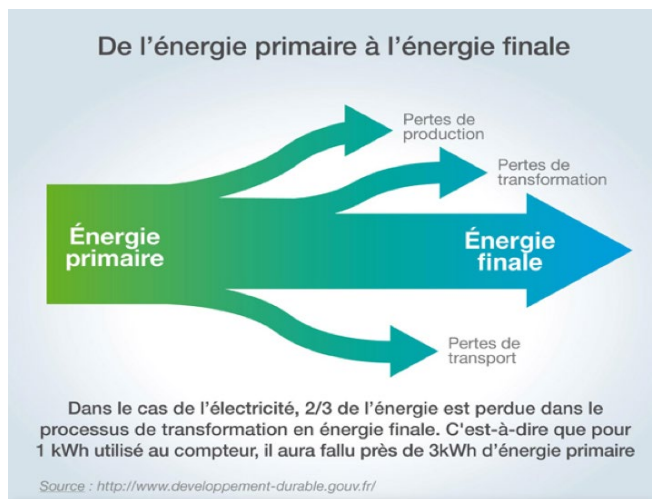 De l’énergie primaire à l’énergie finale
Pertes de
production
Pertes de
transformation
Énergie
primaire
Énergie
finale
Pertes de
transport
Dans le cas de l’électricité, 2/3 de l’énergie est perdue dans le
processus de transformation en énergie finale. C'est-à-dire que pour
1 kWh utilisé au compteur, il aura fallu près de 3kWh d’énergie primaire
Source : http://www.developpement-durable.gouv.fr/